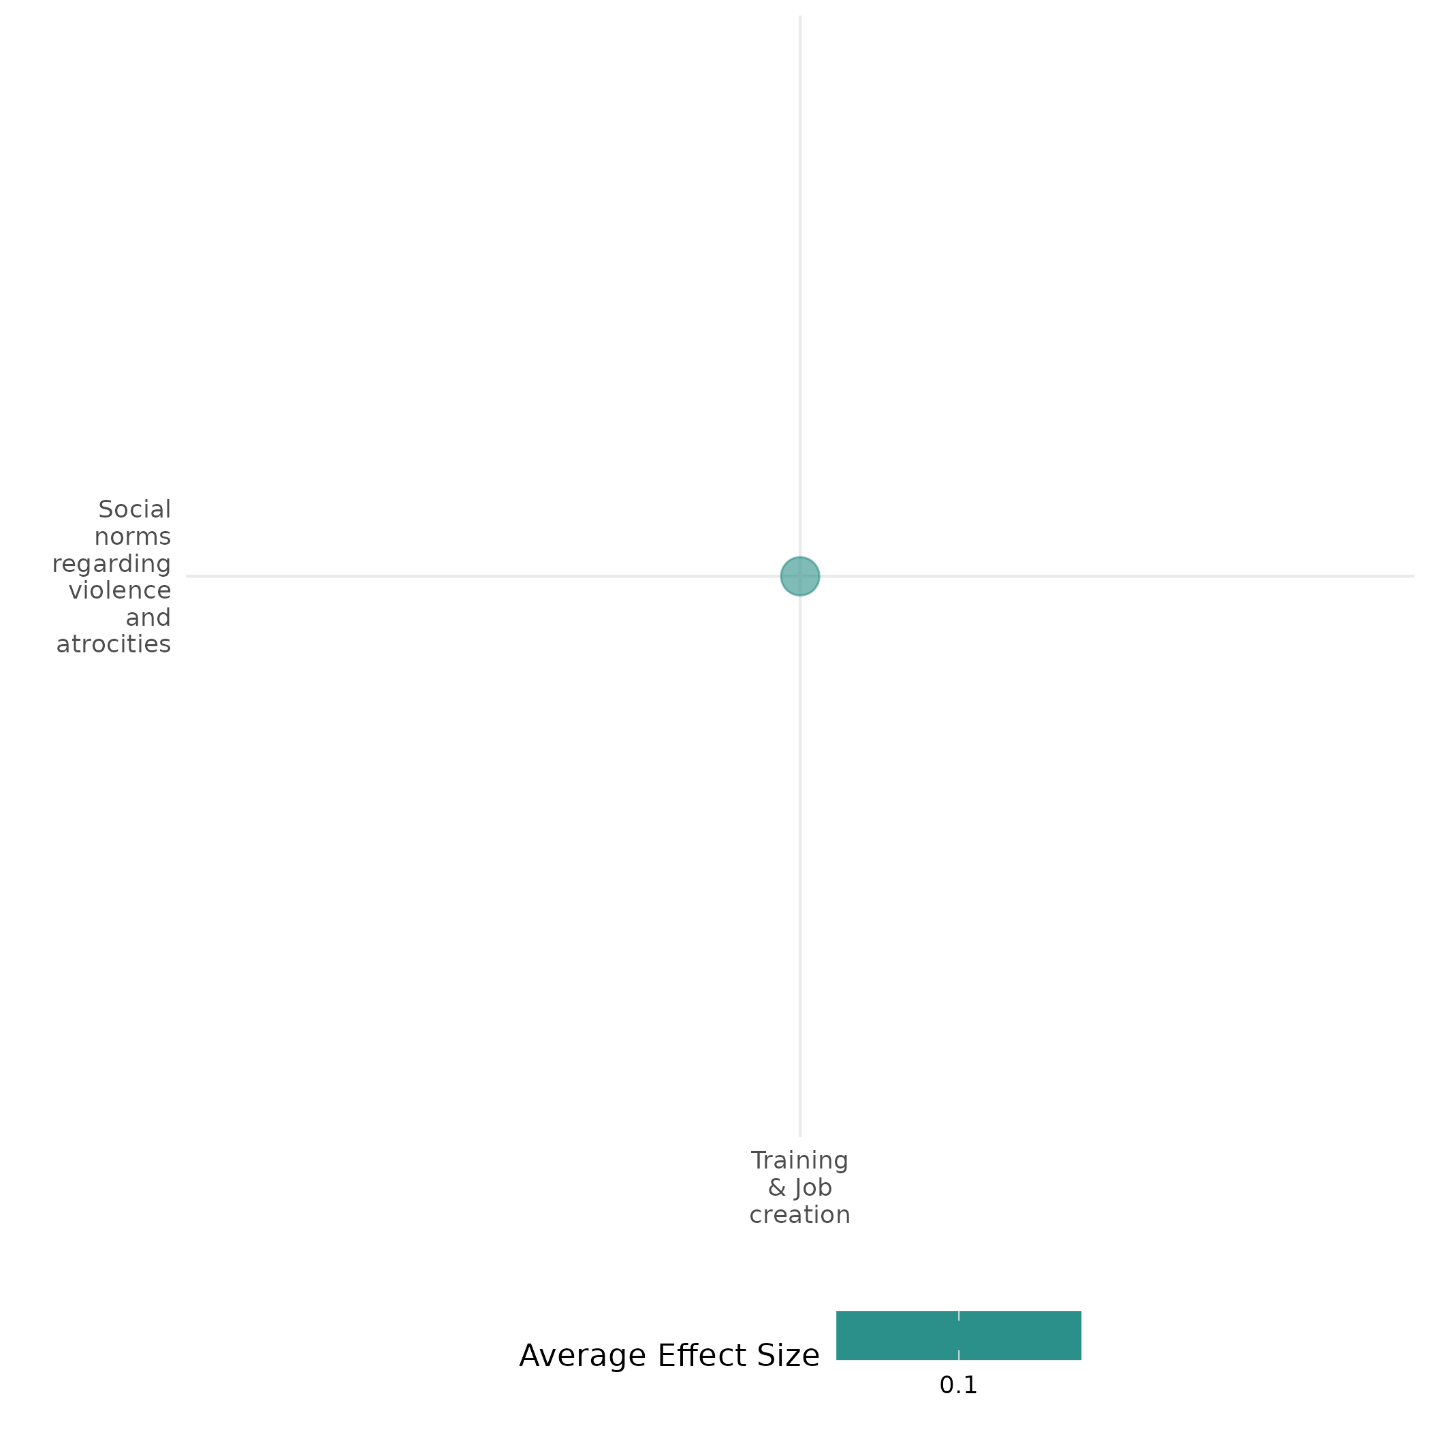 Social
norms
regarding
violence
and
atrocities
Training
& Job
creation
Average Effect Size
0.1